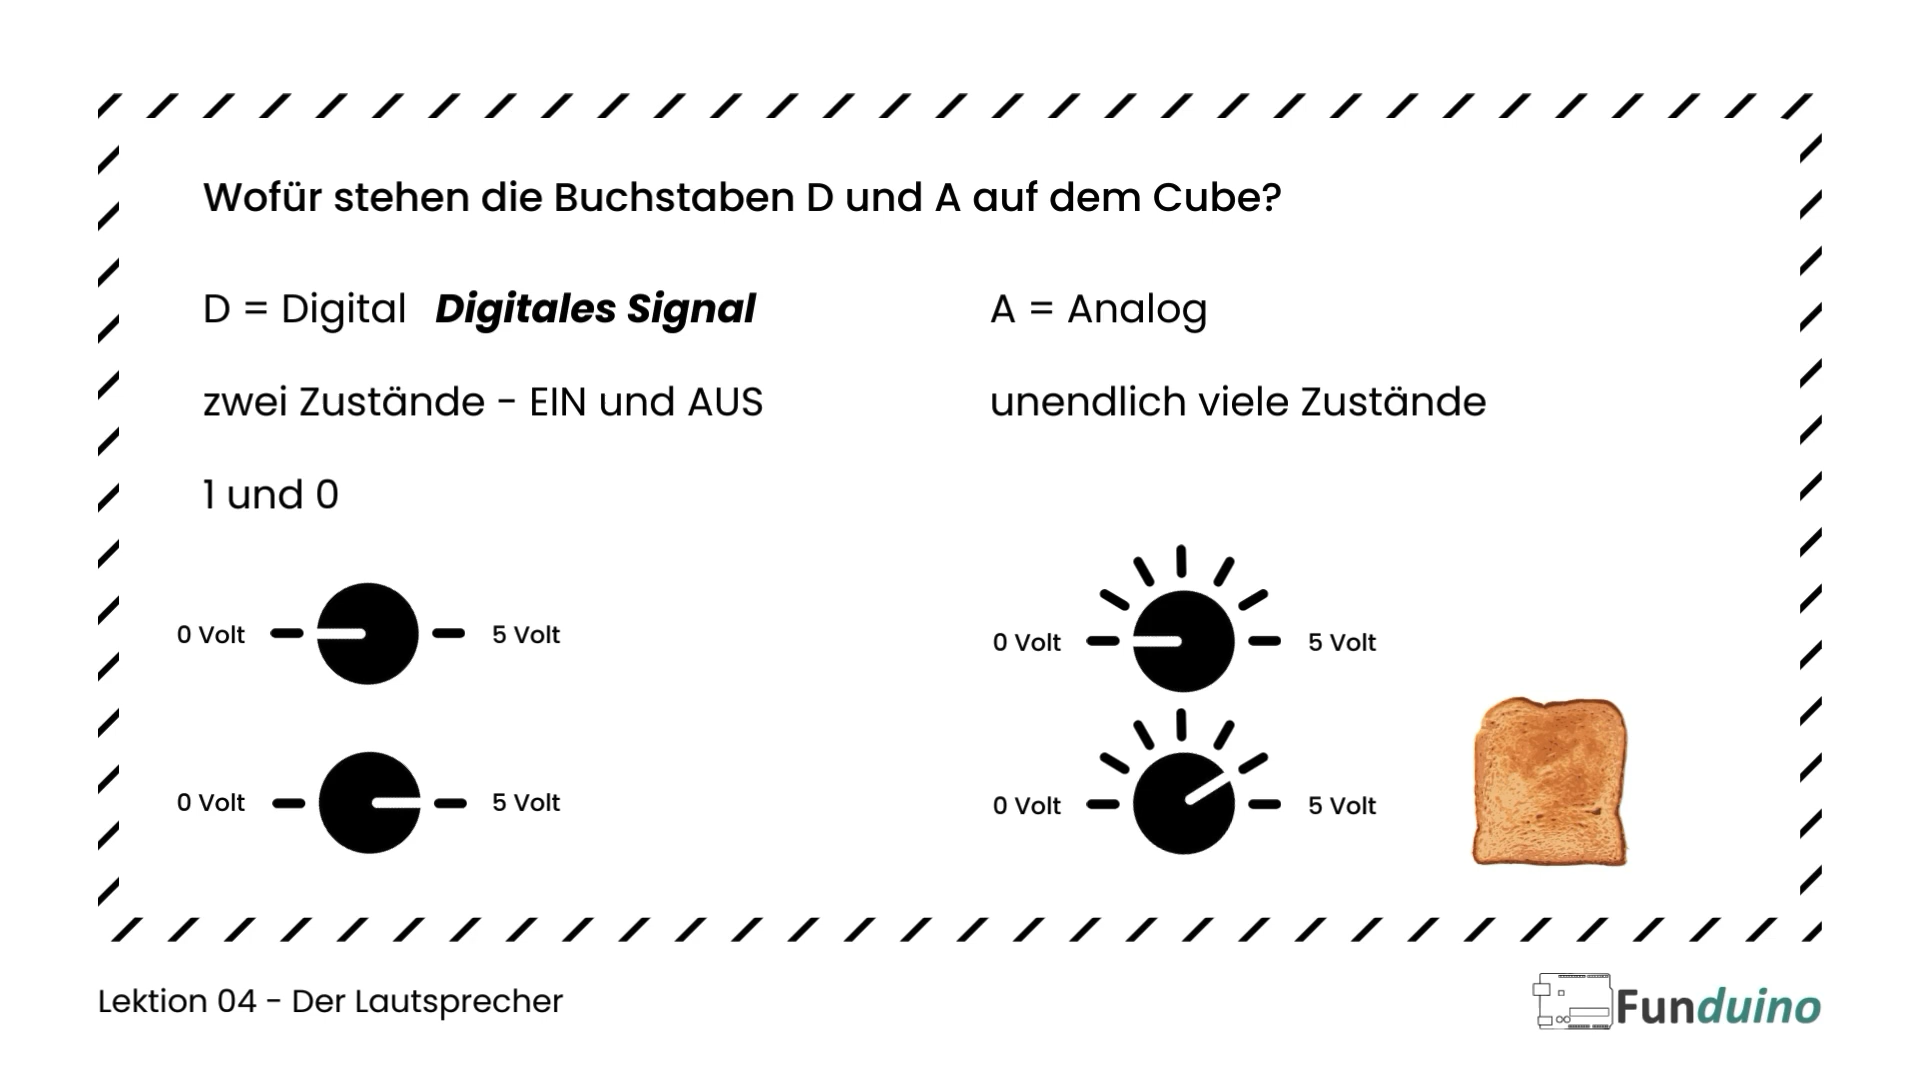 Wofür stehen die Buchstaben D und A auf dem Cube?
D = Digital Digitales Signal
zwei Zustände - EIN und AUS
1 und 0
0 Volt 5 Volt
0 Volt 5 Volt
A = Analog
unendlich viele Zustände
0 Volt 5 Volt
0 Volt 5 Volt
Lektion 04 - Der Lautsprecher
Funduino